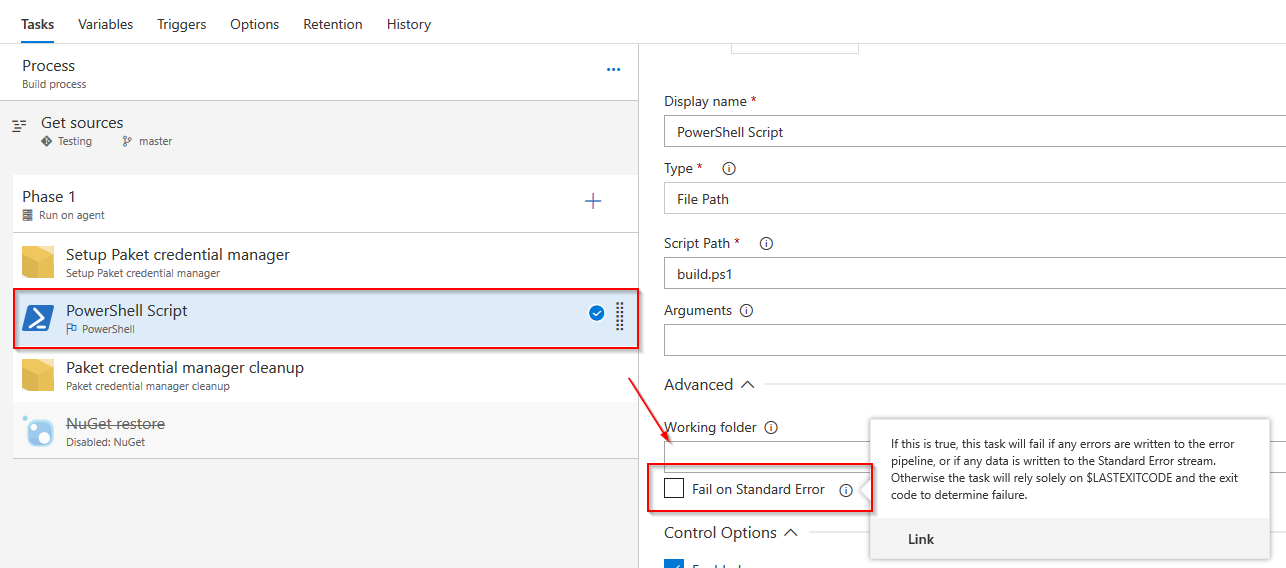 Tasks Variables Triggers Options Retention History
Process
Build process
...
Get sources
Testing master
Phase 1
Run on agent
Setup Paket credential manager
Setup Paket credential manager
PowerShell Script
PowerShell
Paket credential manager cleanup
Paket credential manager cleanup
NuGet restore
Disabled: NuGet
Display name *
PowerShell Script
Type *
File Path
Script Path *
build.ps1
Arguments
Advanced
Working folder
Fail on Standard Error
If this is true, this task will fail if any errors are written to the error
pipeline, or if any data is written to the Standard Error stream.
Otherwise the task will rely solely on $LASTEXITCODE and the exit
code to determine failure.
Link
Control Options